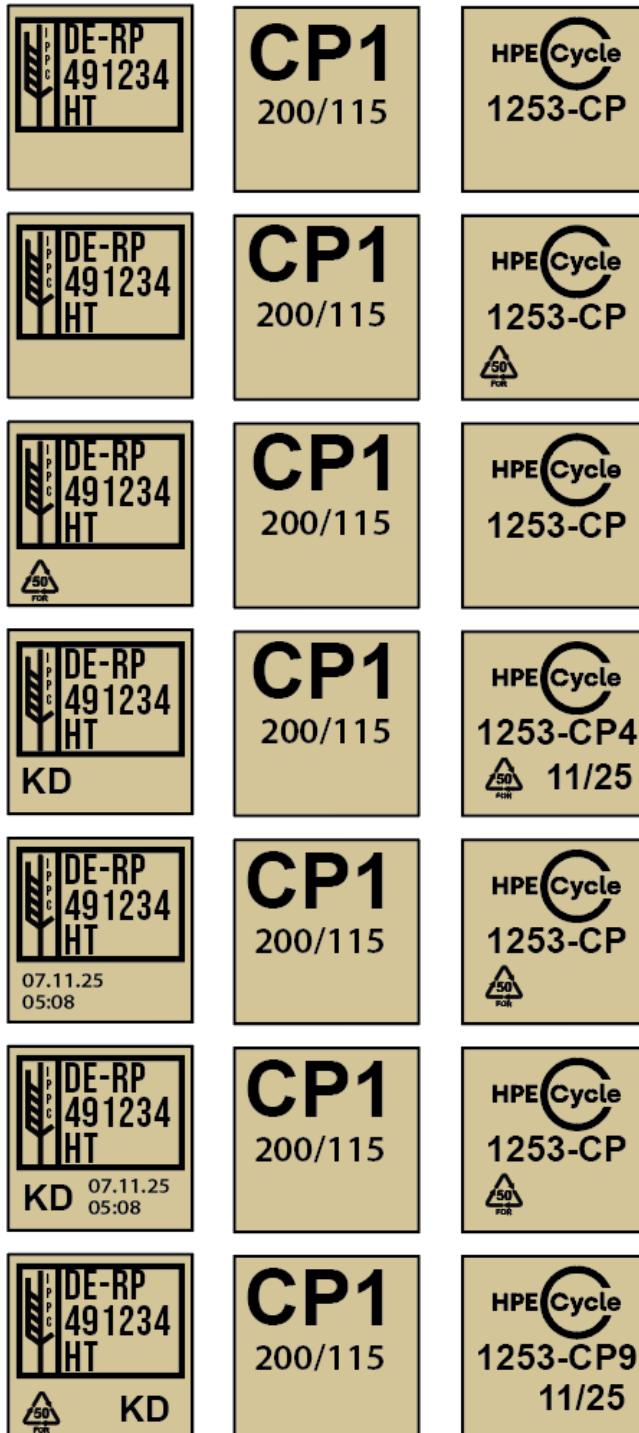 IPPC
DE-RP
491234
HT
CP1
200/115
HPE Cycle
1253-CP
IPPC
DE-RP
491234
HT
CP1
200/115
HPE Cycle
1253-CP
50
FOR
IPPC
DE-RP
491234
HT
50
FOR
CP1
200/115
HPE Cycle
1253-CP
IPPC
DE-RP
491234
HT
KD
CP1
200/115
HPE Cycle
1253-CP4
50
FOR
11/25
IPPC
DE-RP
491234
HT
07.11.25
05:08
CP1
200/115
HPE Cycle
1253-CP
50
FOR
IPPC
DE-RP
491234
HT
KD
07.11.25
05:08
CP1
200/115
HPE Cycle
1253-CP
50
FOR
IPPC
DE-RP
491234
HT
50
FOR
KD
CP1
200/115
HPE Cycle
1253-CP9
11/25